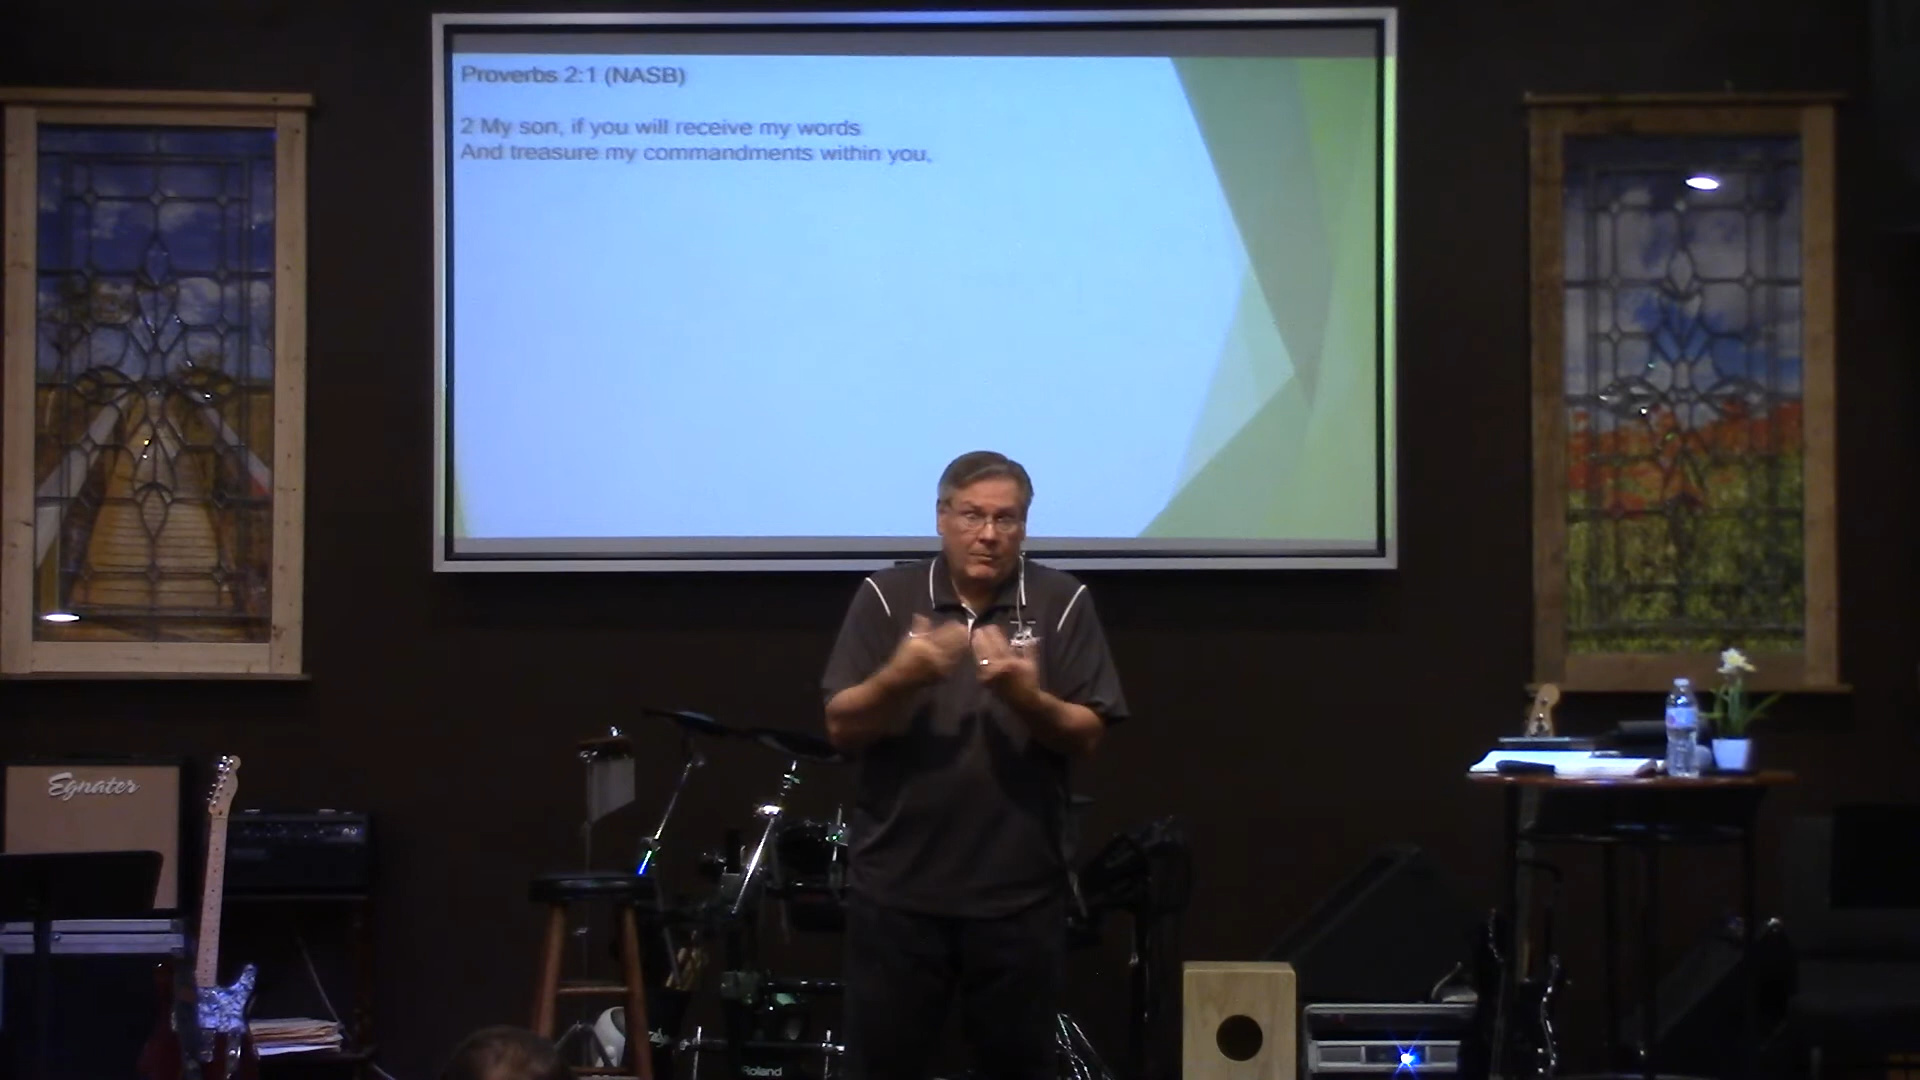 Proverbs 2:1 (NASB)
2 My son, if you will receive my words
And treasure my commandments within you,
Egnater
Roland